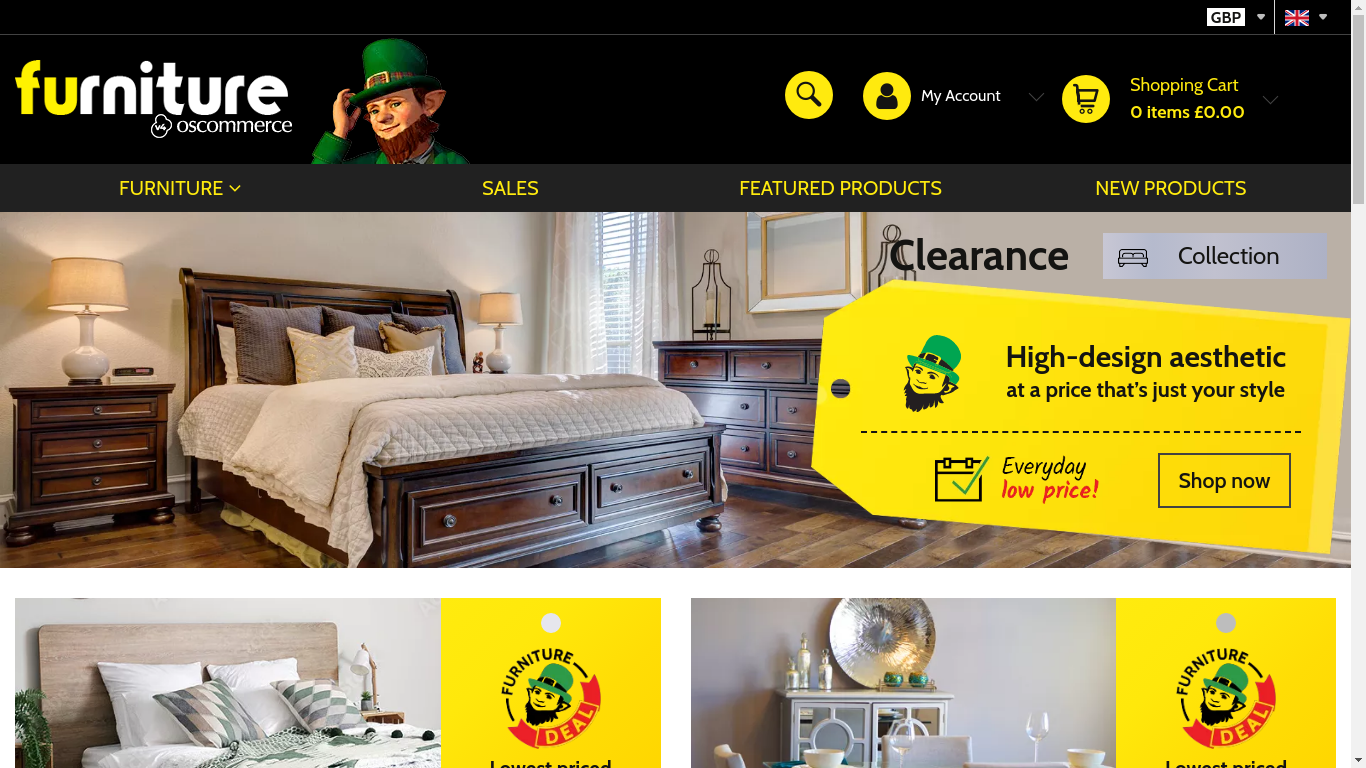 GBP
furniture
v4 oscommerce
My Account
Shopping Cart
0 items £0.00
FURNITURE
SALES
FEATURED PRODUCTS
NEW PRODUCTS
Clearance
Collection
High-design aesthetic
at a price that's just your style
Everyday
low price!
Shop now
FURNITURE
DEAL
Lowest priced
FURNITURE
DEAL
Lowest priced